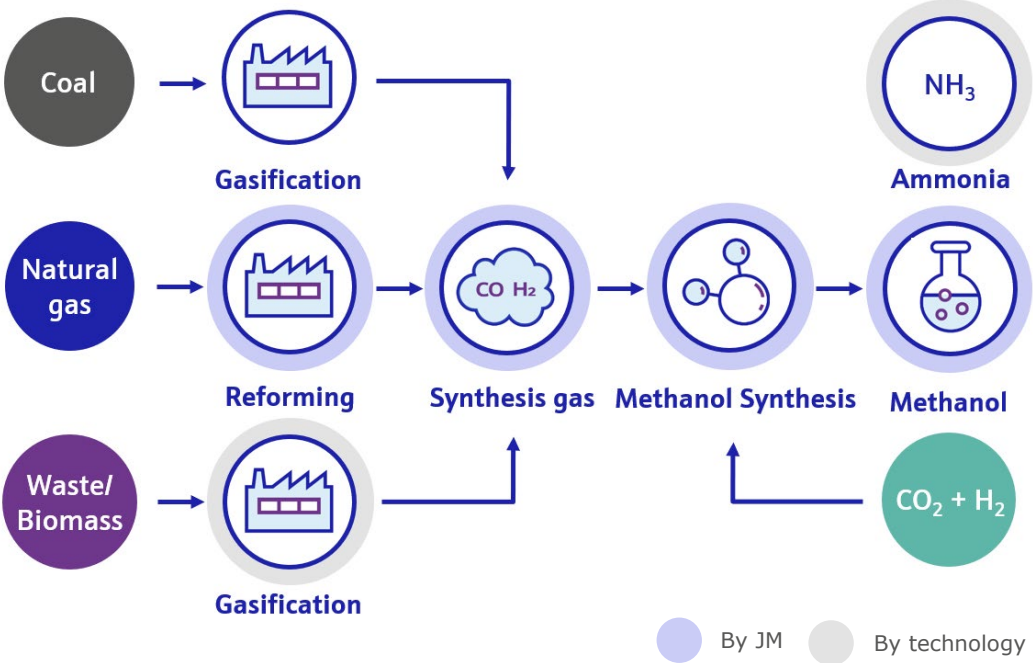 Coal
Gasification
NH₃
Ammonia
Natural
gas
Reforming
CO H₂
Synthesis gas
Methanol Synthesis
Methanol
Waste/
Biomass
Gasification
CO₂ + H₂
By JM
By technology